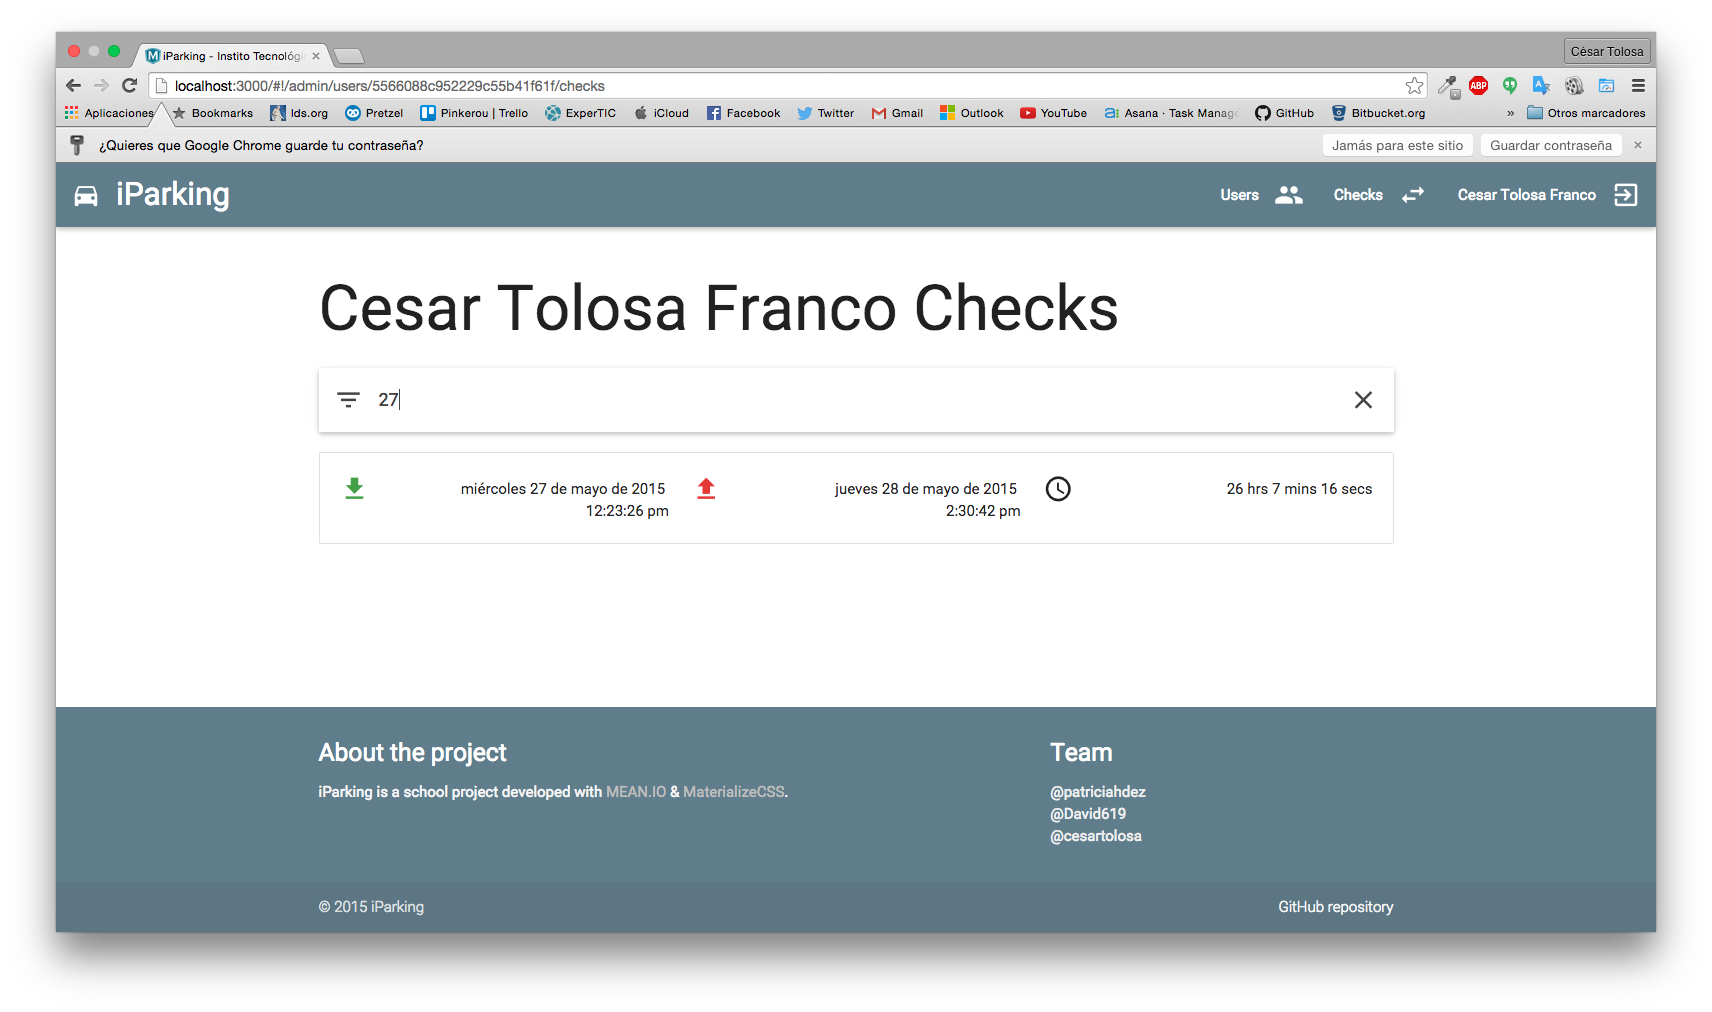 iParking - Instito Tecnológi
César Tolosa
localhost:3000/#!/admin/users/5566088c952229c55b41f61f/checks
ABP
Aplicaciones Bookmarks lds.org Pretzel Pinkerou | Trello ExperTIC iCloud Facebook Twitter Gmail Outlook YouTube Asana · Task Manag GitHub Bitbucket.org » Otros marcadores
¿Quieres que Google Chrome guarde tu contraseña? Jamás para este sitio Guardar contraseña
iParking Users Checks Cesar Tolosa Franco
Cesar Tolosa Franco Checks
27
miércoles 27 de mayo de 2015 jueves 28 de mayo de 2015 26 hrs 7 mins 16 secs
12:23:26 pm 2:30:42 pm
About the project
iParking is a school project developed with MEAN.IO & MaterializeCSS.
Team
@patriciahdez
@David619
@cesartolosa
© 2015 iParking GitHub repository